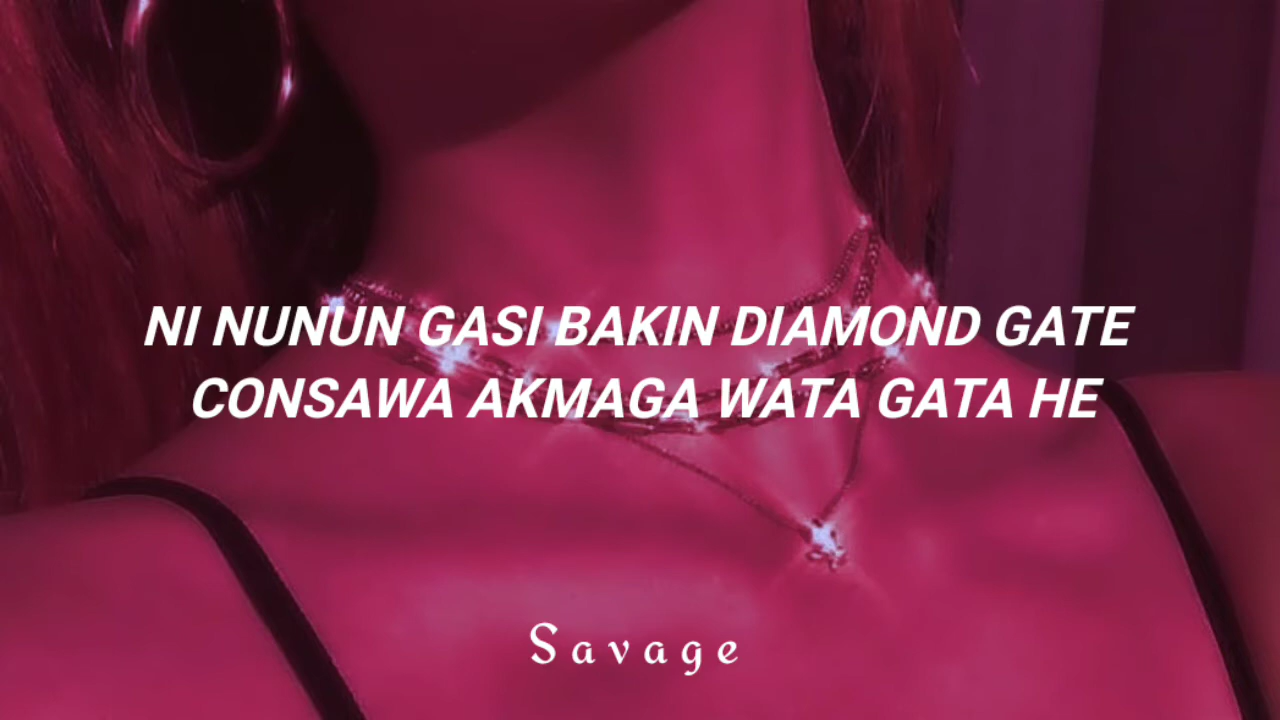 NI NUNUN GASI BAKIN DIAMOND GATE
CONSAWA AKMAGA WATA GATA HE
Savage